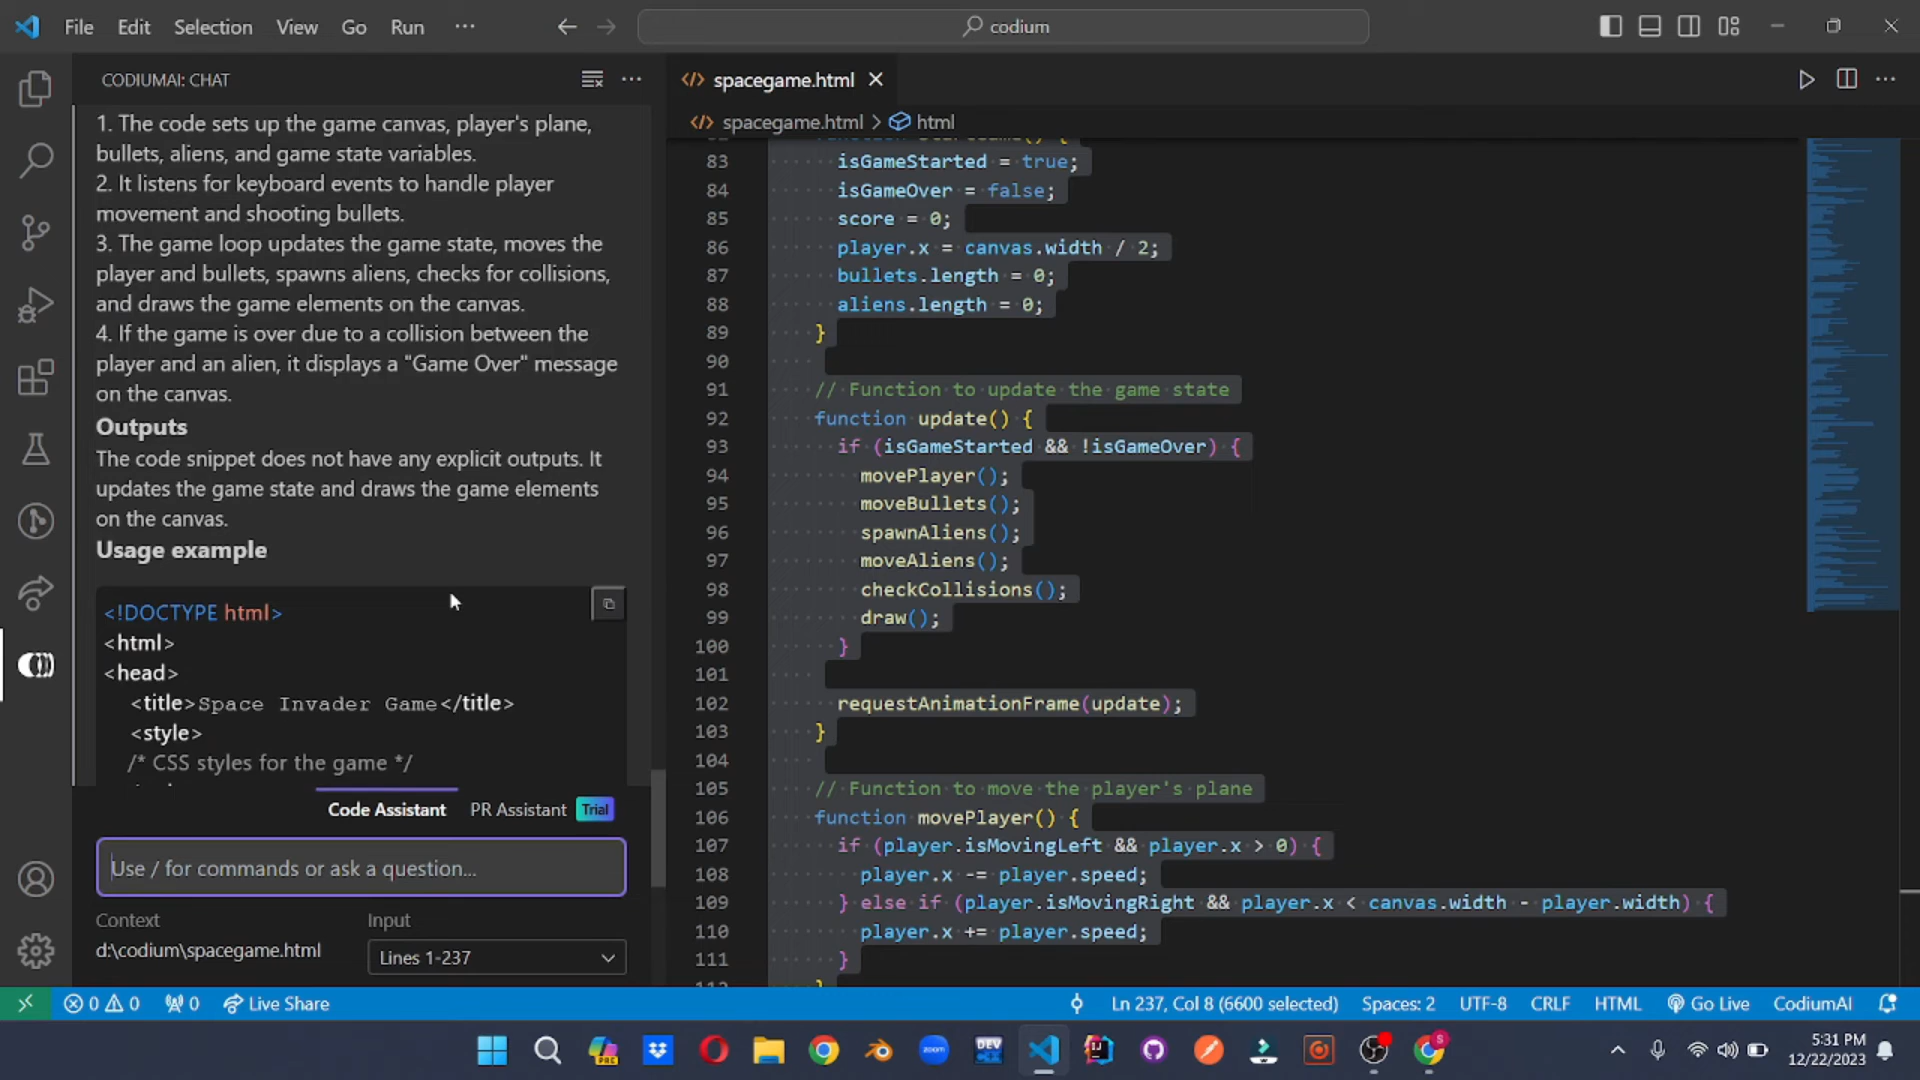 File Edit Selection View Go Run ...
codium
CODIUMAI: CHAT
1. The code sets up the game canvas, player's plane,
bullets, aliens, and game state variables.
2. It listens for keyboard events to handle player
movement and shooting bullets.
3. The game loop updates the game state, moves the
player and bullets, spawns aliens, checks for collisions,
and draws the game elements on the canvas.
4. If the game is over due to a collision between the
player and an alien, it displays a "Game Over" message
on the canvas.
Outputs
The code snippet does not have any explicit outputs. It
updates the game state and draws the game elements
on the canvas.
Usage example
<!DOCTYPE html>
<html>
<head>
<title>Space Invader Game</title>
<style>
/* CSS styles for the game */
Code Assistant PR Assistant Trial
Use / for commands or ask a question...
Context Input
d:\codium\spacegame.html Lines 1-237
spacegame.html
spacegame.html > html
83 isGameStarted = true;
84 isGameOver = false;
85 score = 0;
86 player.x = canvas.width / 2;
87 bullets.length = 0;
88 aliens.length = 0;
89 }
90
91 // Function to update the game state
92 function update() {
93 if (isGameStarted && !isGameOver) {
94 movePlayer();
95 moveBullets();
96 spawnAliens();
97 moveAliens();
98 checkCollisions();
99 draw();
100 }
101
102 requestAnimationFrame(update);
103 }
104
105 // Function to move the player's plane
106 function movePlayer() {
107 if (player.isMovingLeft && player.x > 0) {
108 player.x -= player.speed;
109 } else if (player.isMovingRight && player.x < canvas.width - player.width) {
110 player.x += player.speed;
111 }
0 0 0 Live Share Ln 237, Col 8 (6600 selected) Spaces: 2 UTF-8 CRLF HTML Go Live CodiumAI
PRE zoom DEV
5:31 PM
12/22/2023